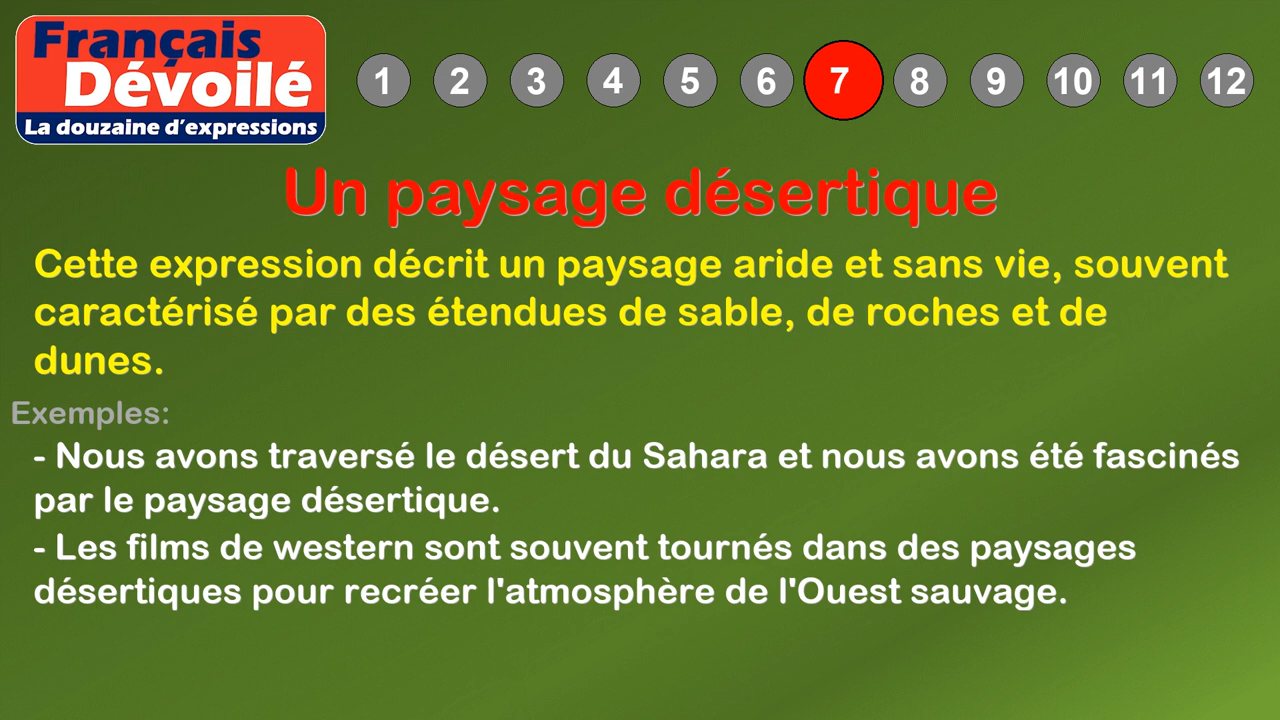 Français
Dévoilé
La douzaine d'expressions
1 2 3 4 5 6 7 8 9 10 11 12
Un paysage désertique
Cette expression décrit un paysage aride et sans vie, souvent
caractérisé par des étendues de sable, de roches et de
dunes.
Exemples:
- Nous avons traversé le désert du Sahara et nous avons été fascinés
par le paysage désertique.
- Les films de western sont souvent tournés dans des paysages
désertiques pour recréer l'atmosphère de l'Ouest sauvage.